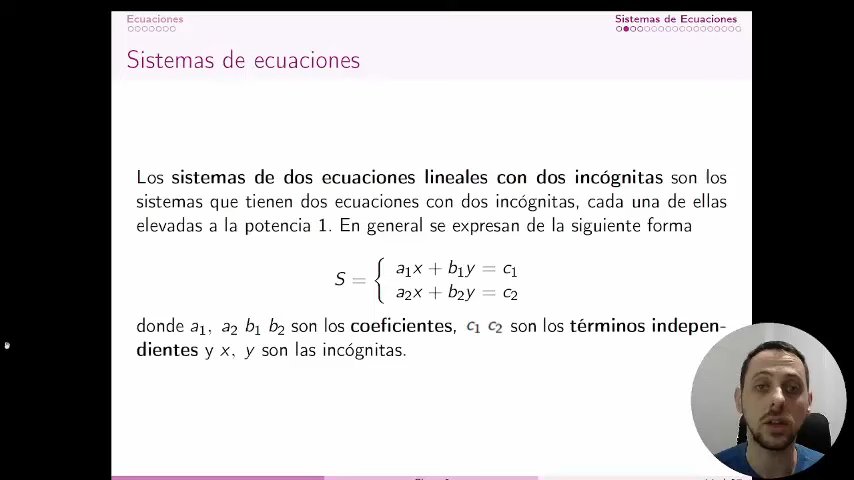 Ecuaciones
Sistemas de Ecuaciones
Sistemas de ecuaciones
Los sistemas de dos ecuaciones lineales con dos incógnitas son los
sistemas que tienen dos ecuaciones con dos incógnitas, cada una de ellas
elevadas a la potencia 1. En general se expresan de la siguiente forma
S = { a₁x + b₁y = c₁
a₂x + b₂y = c₂
donde a₁, a₂ b₁ b₂ son los coeficientes, c₁ c₂ son los términos indepen-
dientes y x, y son las incógnitas.